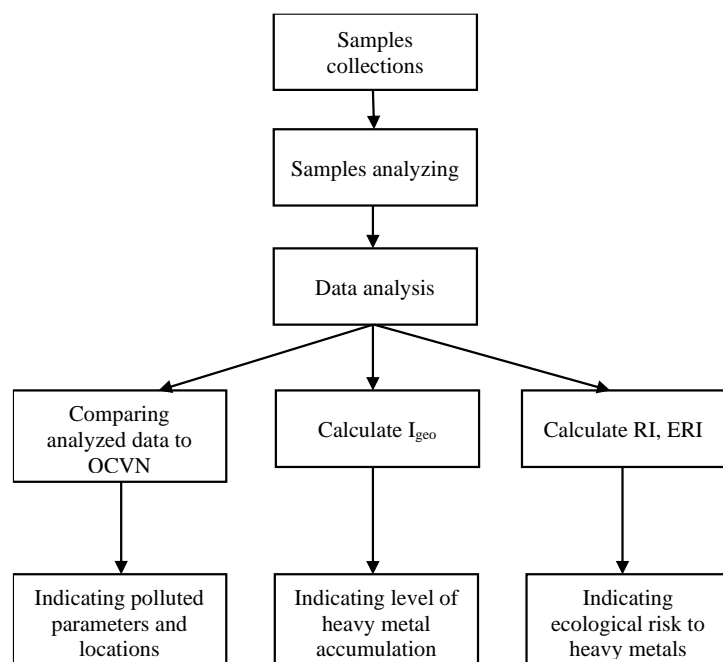 Samples
collections
Samples analyzing
Data analysis
Comparing
analyzed data to
OCVN
Calculate Igeo
Calculate RI, ERI
Indicating polluted
parameters and
locations
Indicating level of
heavy metal
accumulation
Indicating
ecological risk to
heavy metals